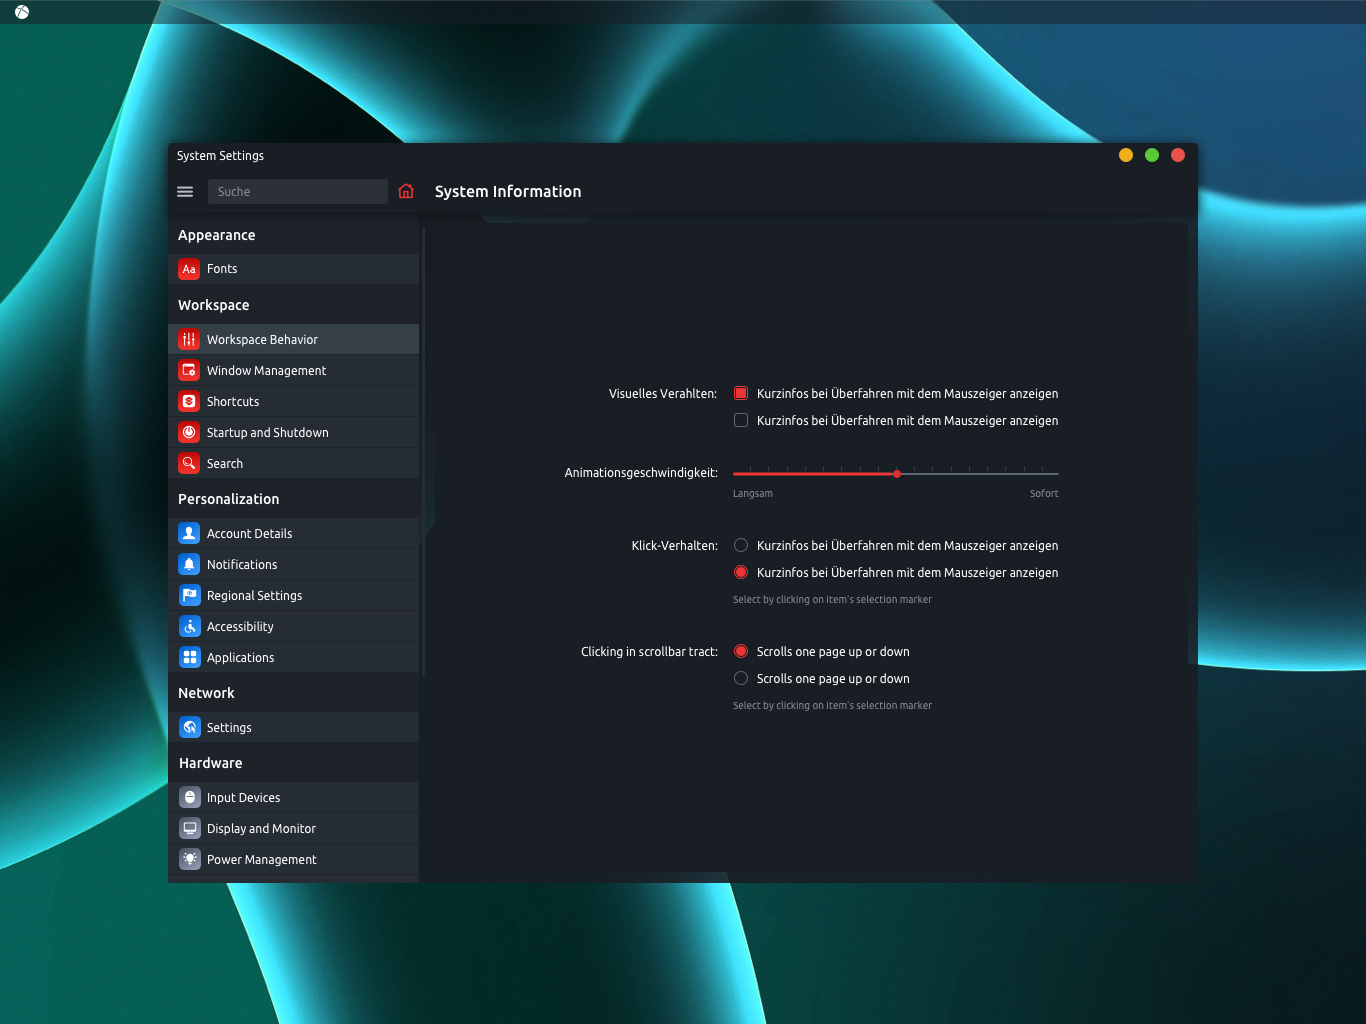 System Settings
Suche
System Information
Appearance
Aa Fonts
Workspace
Workspace Behavior
Window Management
Shortcuts
Startup and Shutdown
Search
Personalization
Account Details
Notifications
Regional Settings
Accessibility
Applications
Network
Settings
Hardware
Input Devices
Display and Monitor
Power Management
Visuelles Verahlten: Kurzinfos bei Überfahren mit dem Mauszeiger anzeigen
Kurzinfos bei Überfahren mit dem Mauszeiger anzeigen
Animationsgeschwindigkeit:
Langsam Sofort
Klick-Verhalten: Kurzinfos bei Überfahren mit dem Mauszeiger anzeigen
Kurzinfos bei Überfahren mit dem Mauszeiger anzeigen
Select by clicking on item's selection marker
Clicking in scrollbar tract: Scrolls one page up or down
Scrolls one page up or down
Select by clicking on item's selection marker